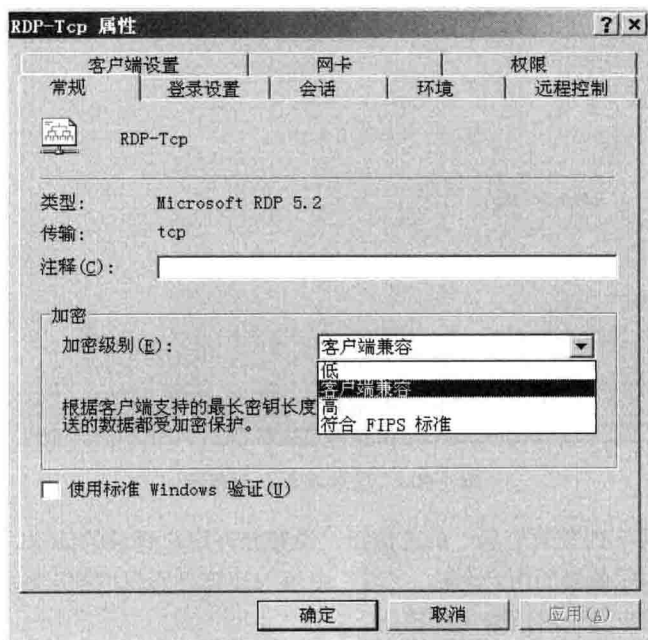 RDP-Tcp 属性
客户端设置 网卡 权限
常规 登录设置 会话 环境 远程控制
RDP-Tcp
类型: Microsoft RDP 5.2
传输: tcp
注释(C):
加密
加密级别(E): 客户端兼容
低
客户端兼容
根据客户端支持的最长密钥长度 高
送的数据都受加密保护。 符合 FIPS 标准
使用标准 Windows 验证(U)
确定 取消 应用(A)